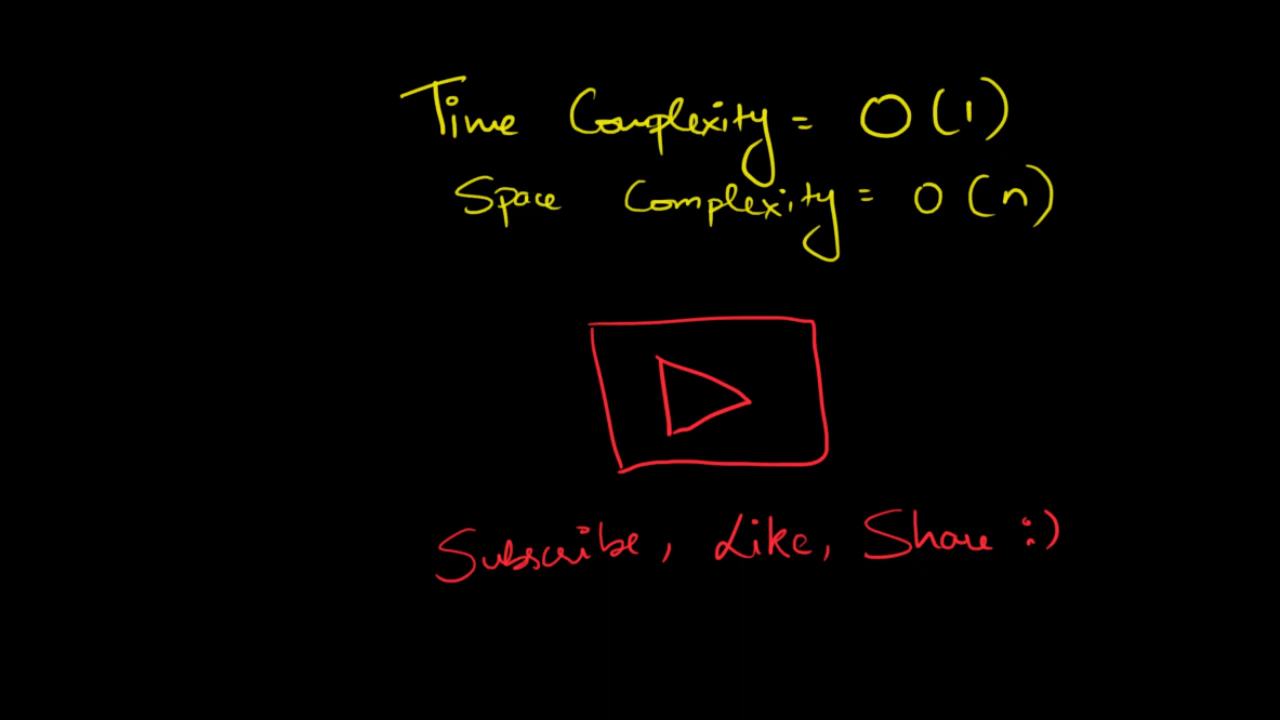 Time Complexity = O(1)
Space Complexity = O(n)
Subscribe, Like, Share :)